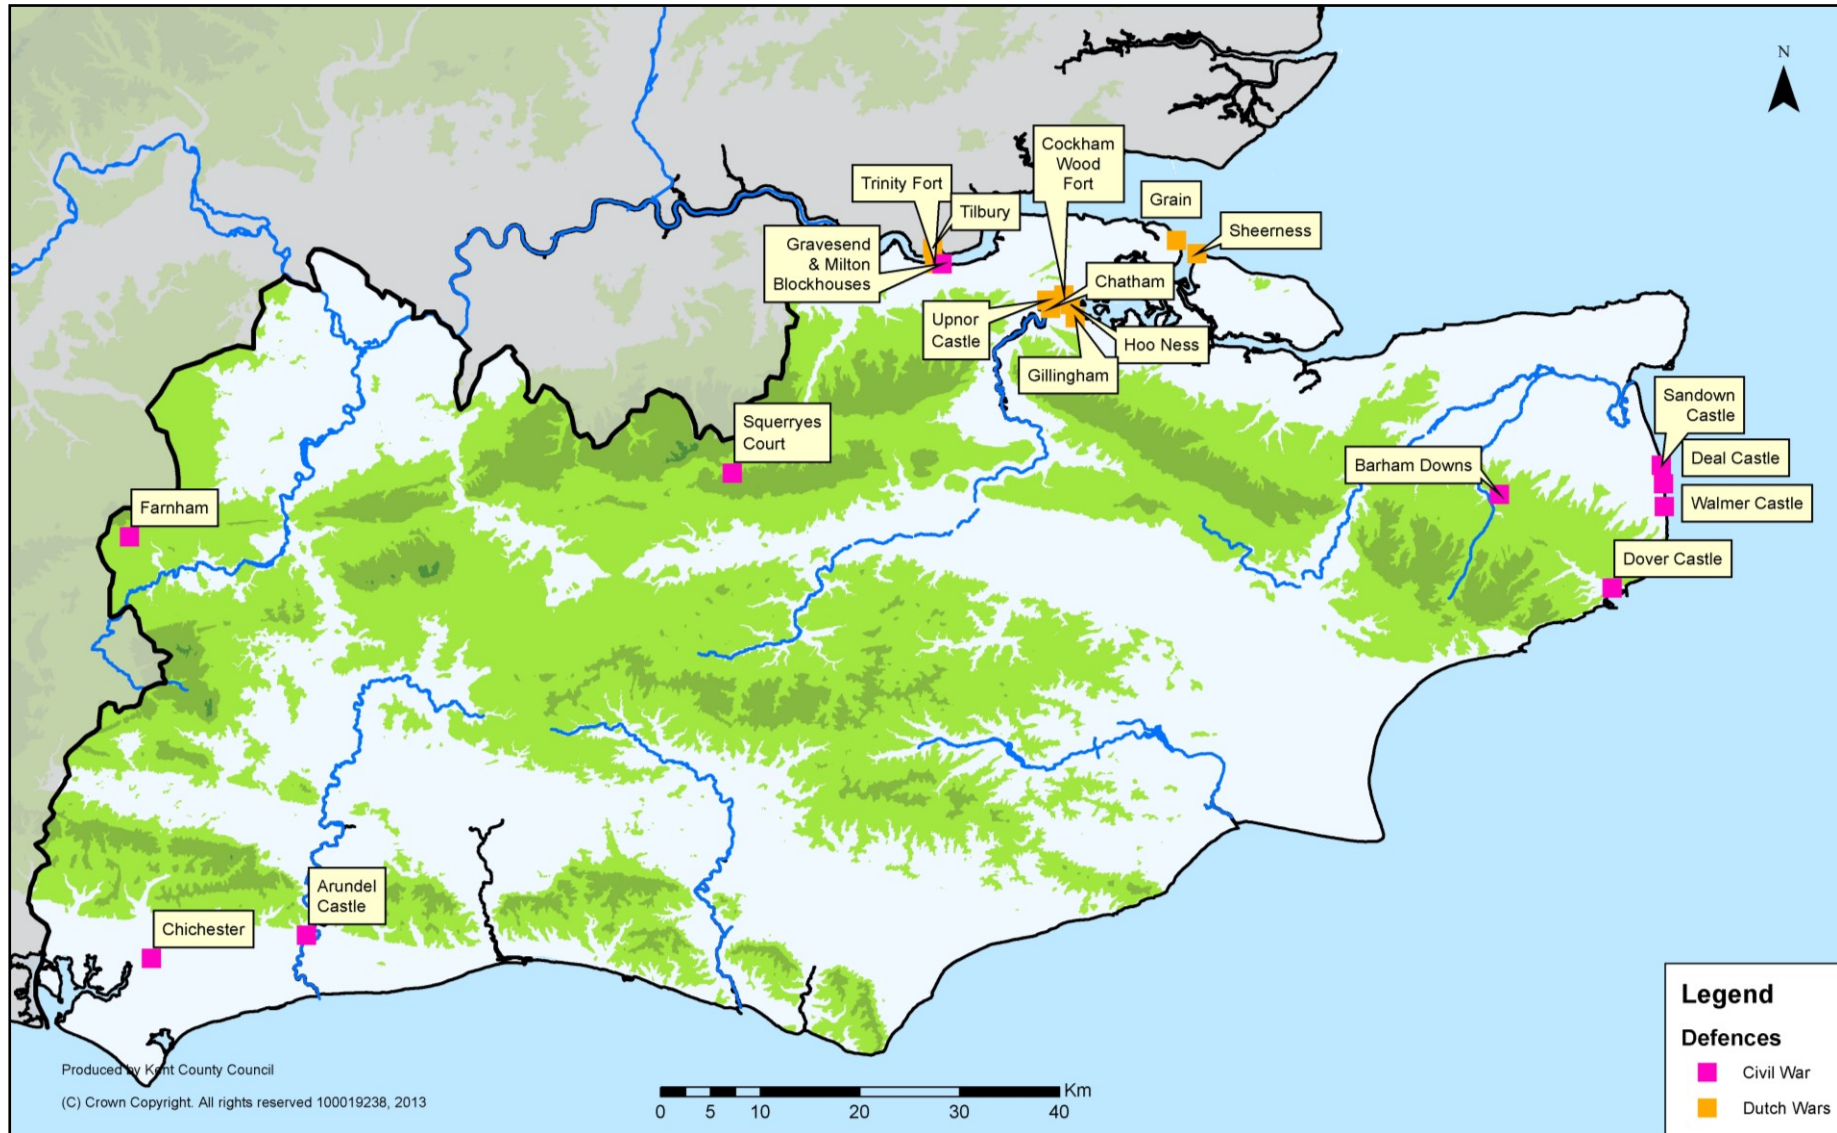 N
Cockham
Wood
Fort
Trinity Fort
Tilbury
Grain
Sheerness
Gravesend
& Milton
Blockhouses
Chatham
Upnor
Castle
Hoo Ness
Gillingham
Sandown
Castle
Squerryes
Court
Deal Castle
Barham Downs
Walmer Castle
Farnham
Dover Castle
Arundel
Castle
Chichester
Legend
Defences
Civil War
Dutch Wars
Produced by Kent County Council
(C) Crown Copyright. All rights reserved 100019238, 2013
Km
0 5 10 20 30 40